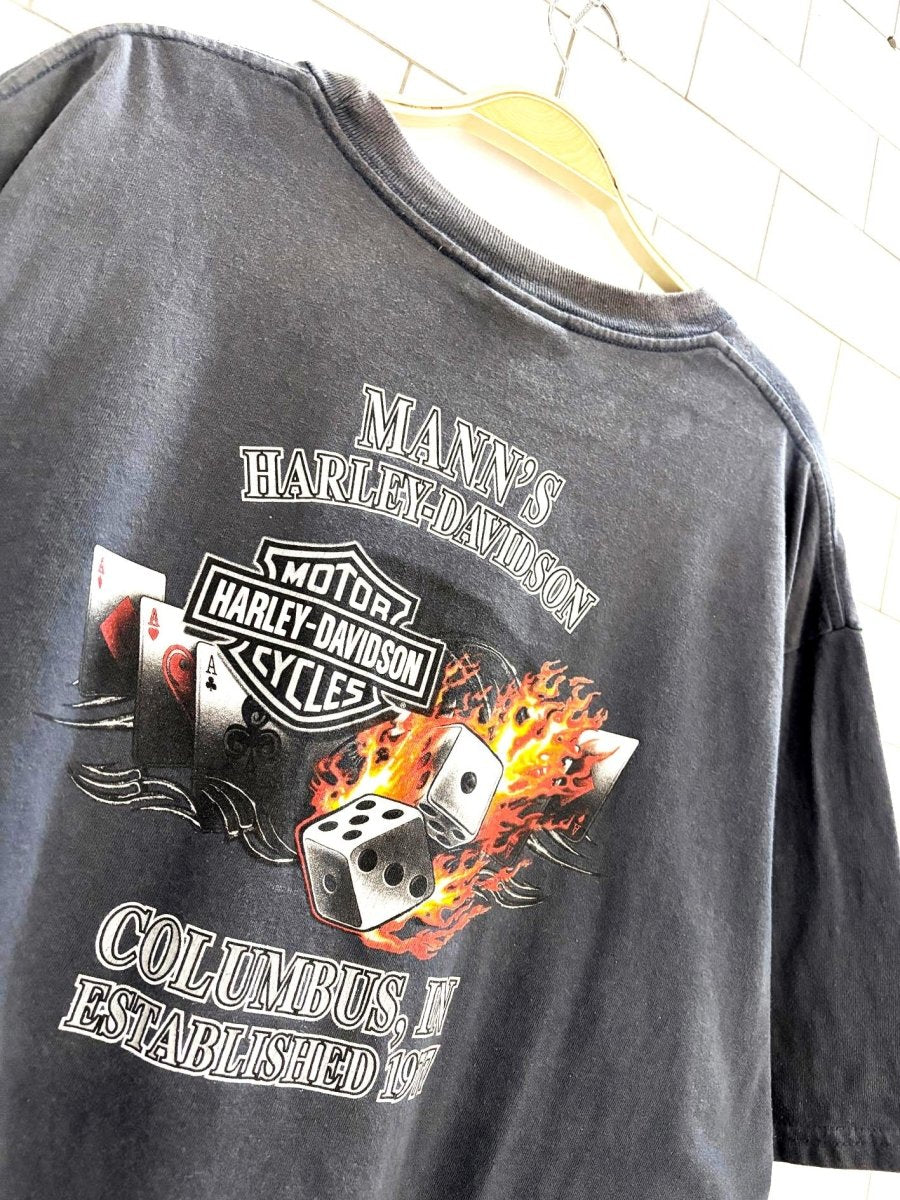 MANN'S
HARLEY-DAVIDSON
A
A
A
MOTOR
HARLEY-DAVIDSON
CYCLES
®
A
COLUMBUS, IN
ESTABLISHED